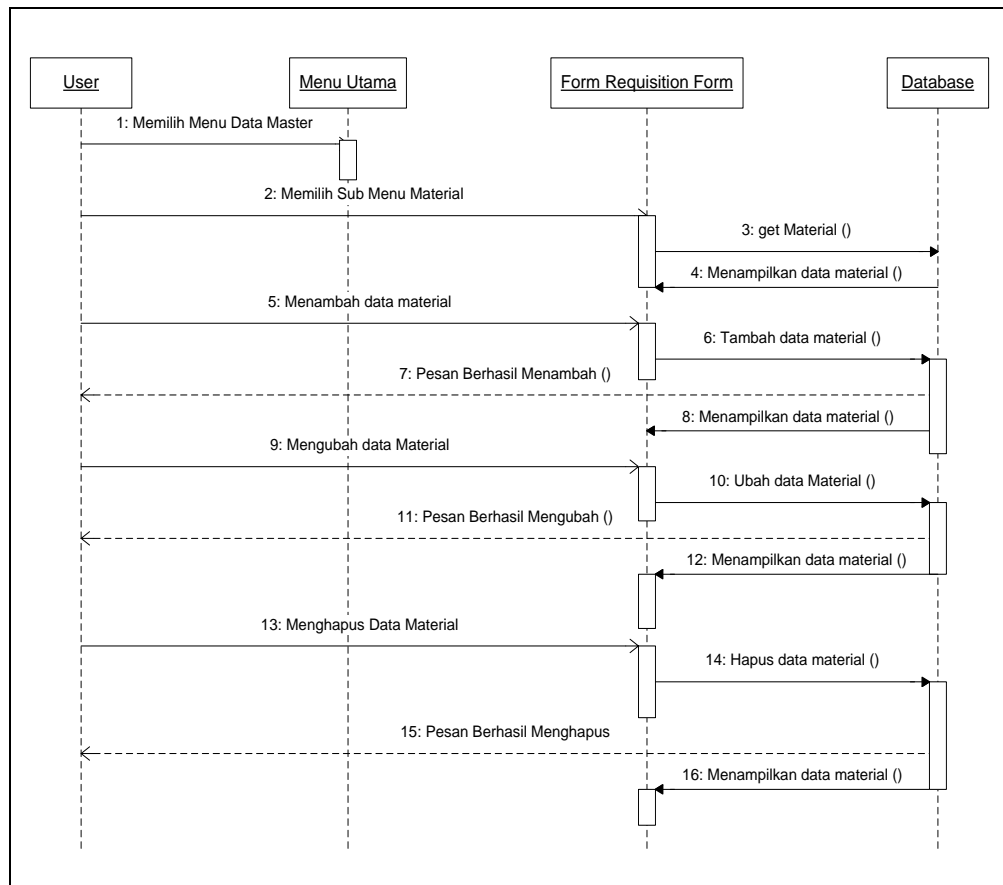 User
Menu Utama
Form Requisition Form
Database
1: Memilih Menu Data Master
2: Memilih Sub Menu Material
3: get Material ()
4: Menampilkan data material ()
5: Menambah data material
6: Tambah data material ()
7: Pesan Berhasil Menambah ()
8: Menampilkan data material ()
9: Mengubah data Material
10: Ubah data Material ()
11: Pesan Berhasil Mengubah ()
12: Menampilkan data material ()
13: Menghapus Data Material
14: Hapus data material ()
15: Pesan Berhasil Menghapus
16: Menampilkan data material ()